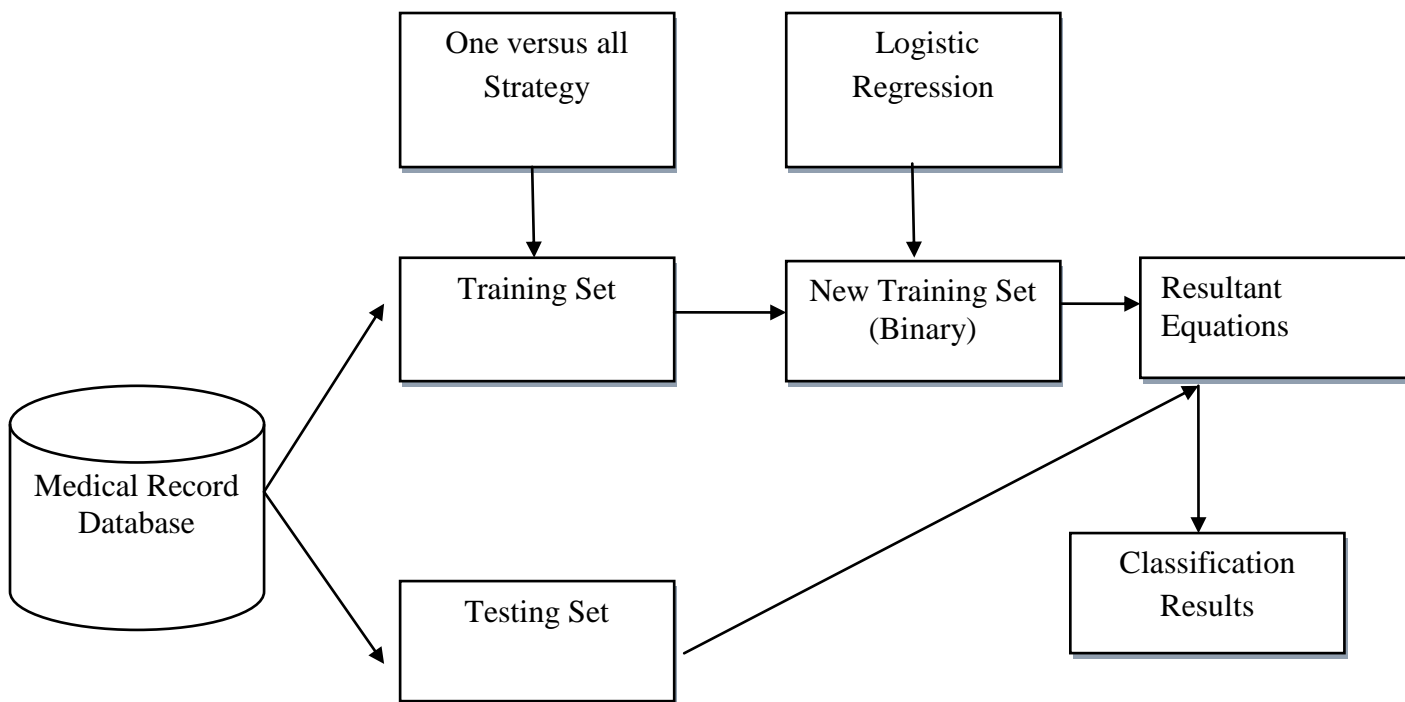 One versus all
Strategy
Logistic
Regression
Training Set
New Training Set
(Binary)
Resultant
Equations
Medical Record
Database
Testing Set
Classification
Results